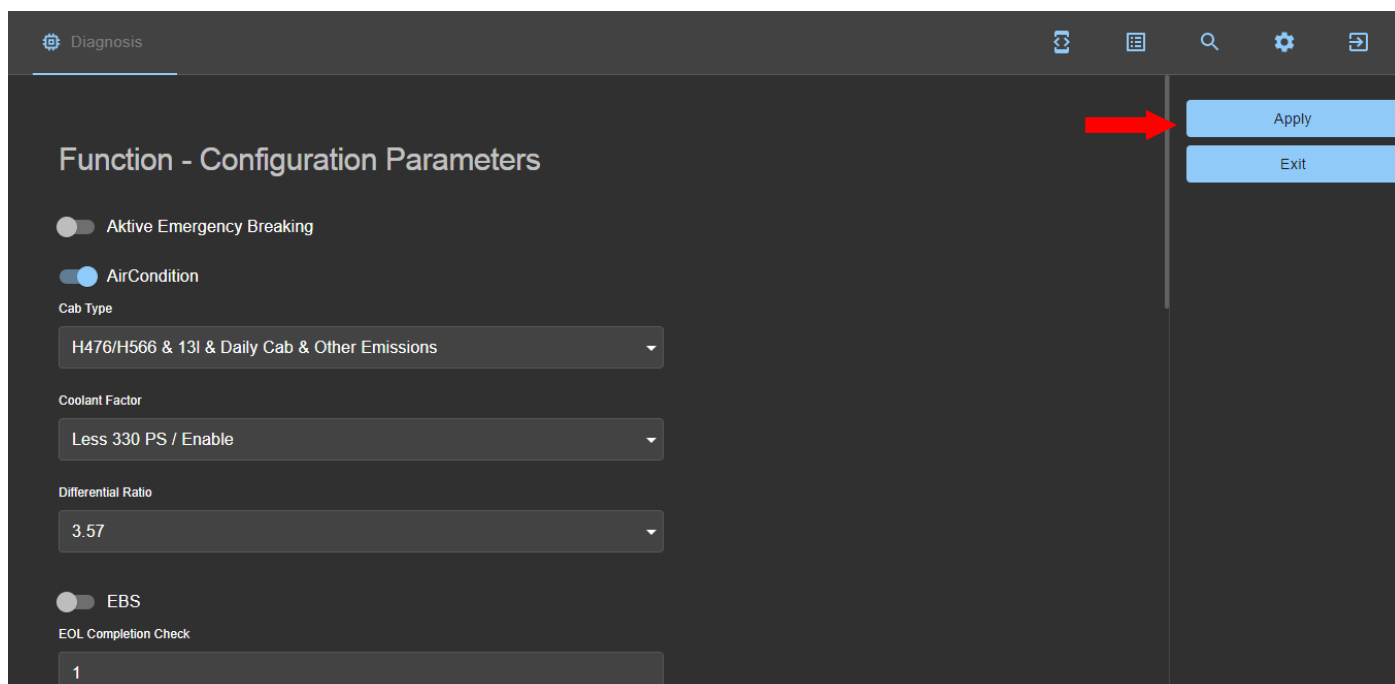 Diagnosis
Apply
Exit
Function - Configuration Parameters
Aktive Emergency Breaking
AirCondition
Cab Type
H476/H566 & 13l & Daily Cab & Other Emissions
Coolant Factor
Less 330 PS / Enable
Differential Ratio
3.57
EBS
EOL Completion Check
1